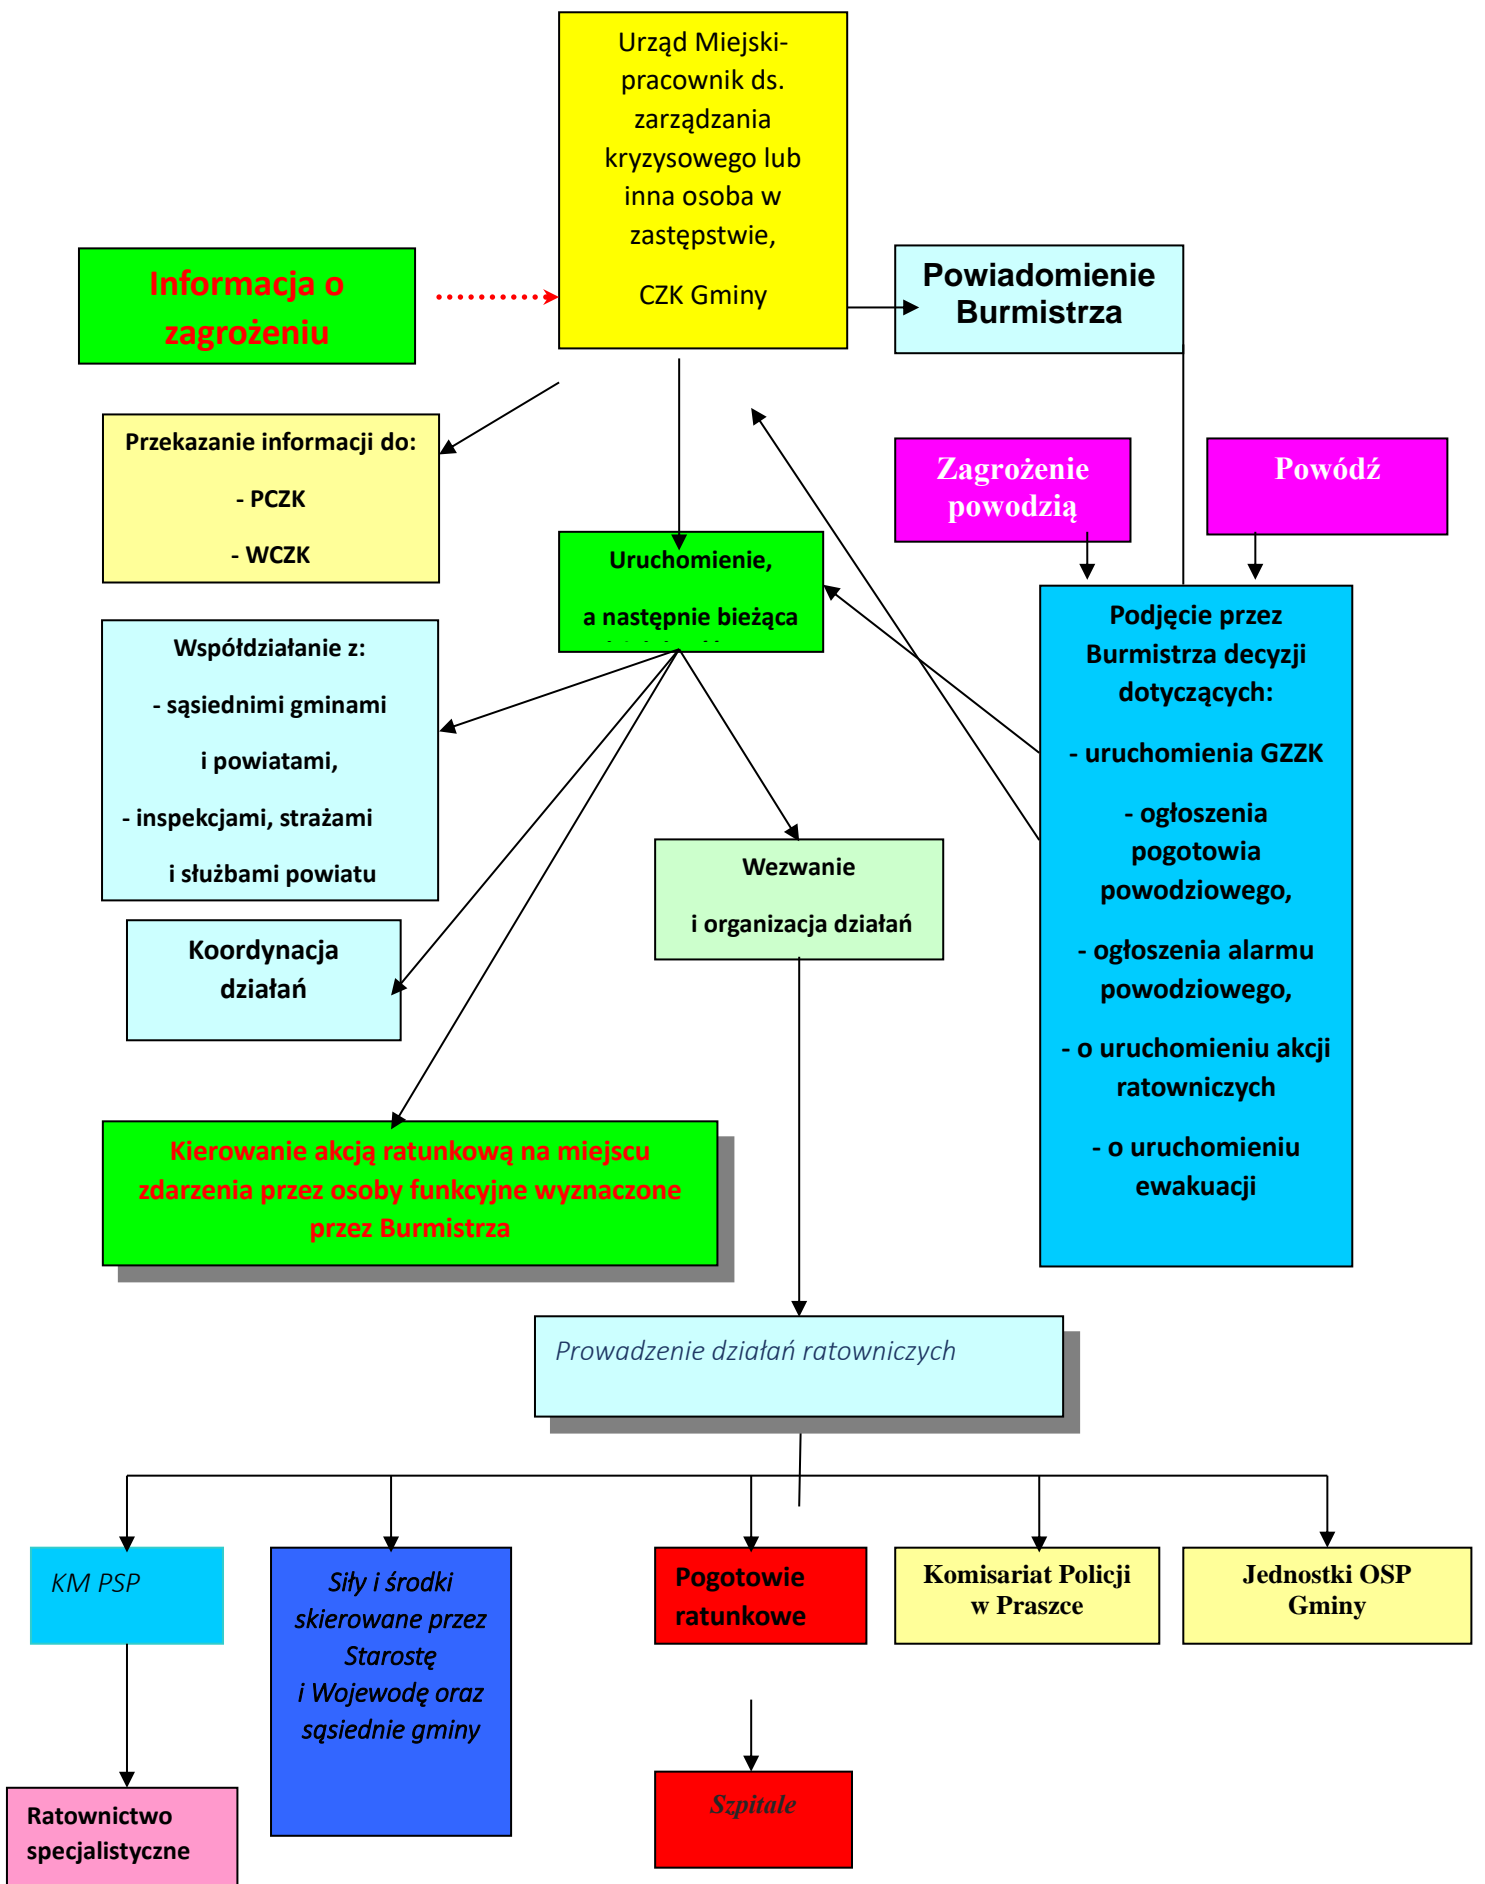 Urząd Miejski-
pracownik ds.
zarządzania
kryzysowego lub
inna osoba w
zastępstwie,
CZK Gminy
Informacja o
zagrożeniu
Powiadomienie
Burmistrza
Przekazanie informacji do:
- PCZK
- WCZK
Zagrożenie
powodzią
Powódź
Uruchomienie,
a następnie bieżąca
Współdziałanie z:
- sąsiednimi gminami
i powiatami,
- inspekcjami, strażami
i służbami powiatu
Podjęcie przez
Burmistrza decyzji
dotyczących:
- uruchomienia GZZK
- ogłoszenia
pogotowia
powodziowego,
- ogłoszenia alarmu
powodziowego,
- o uruchomieniu akcji
ratowniczych
- o uruchomieniu
ewakuacji
Wezwanie
i organizacja działań
Koordynacja
działań
Kierowanie akcją ratunkową na miejscu
zdarzenia przez osoby funkcyjne wyznaczone
przez Burmistrza
Prowadzenie działań ratowniczych
KM PSP
Siły i środki
skierowane przez
Starostę
i Wojewodę oraz
sąsiednie gminy
Pogotowie
ratunkowe
Komisariat Policji
w Praszce
Jednostki OSP
Gminy
Ratownictwo
specjalistyczne
Szpitale